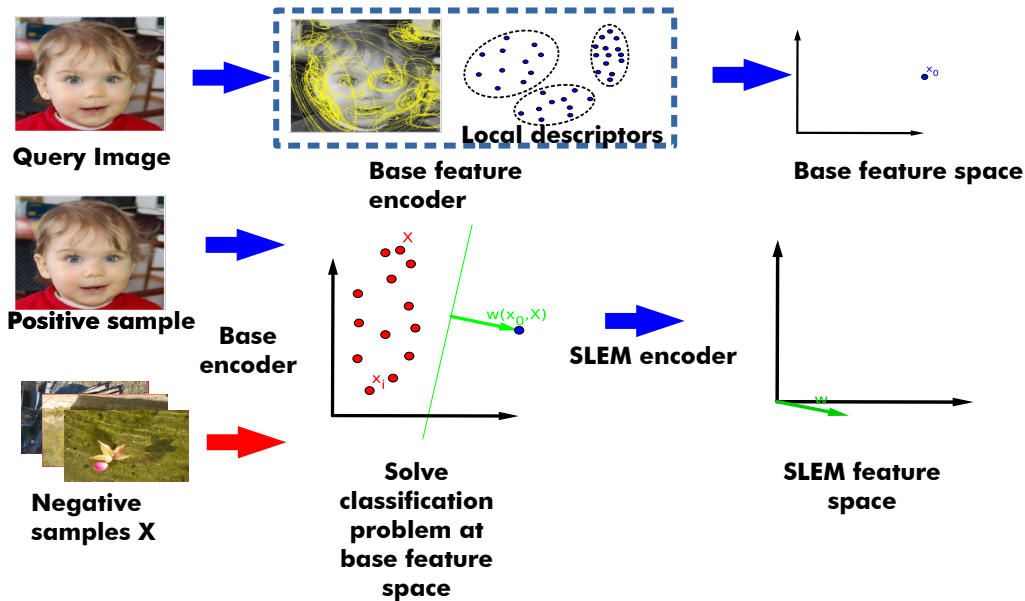 Query Image
Local descriptors
Base feature
encoder
x₀
Base feature space
Positive sample
Base
encoder
X
w(x₀,X)
xᵢ
SLEM encoder
w
Negative
samples X
Solve
classification
problem at
base feature
space
SLEM feature
space